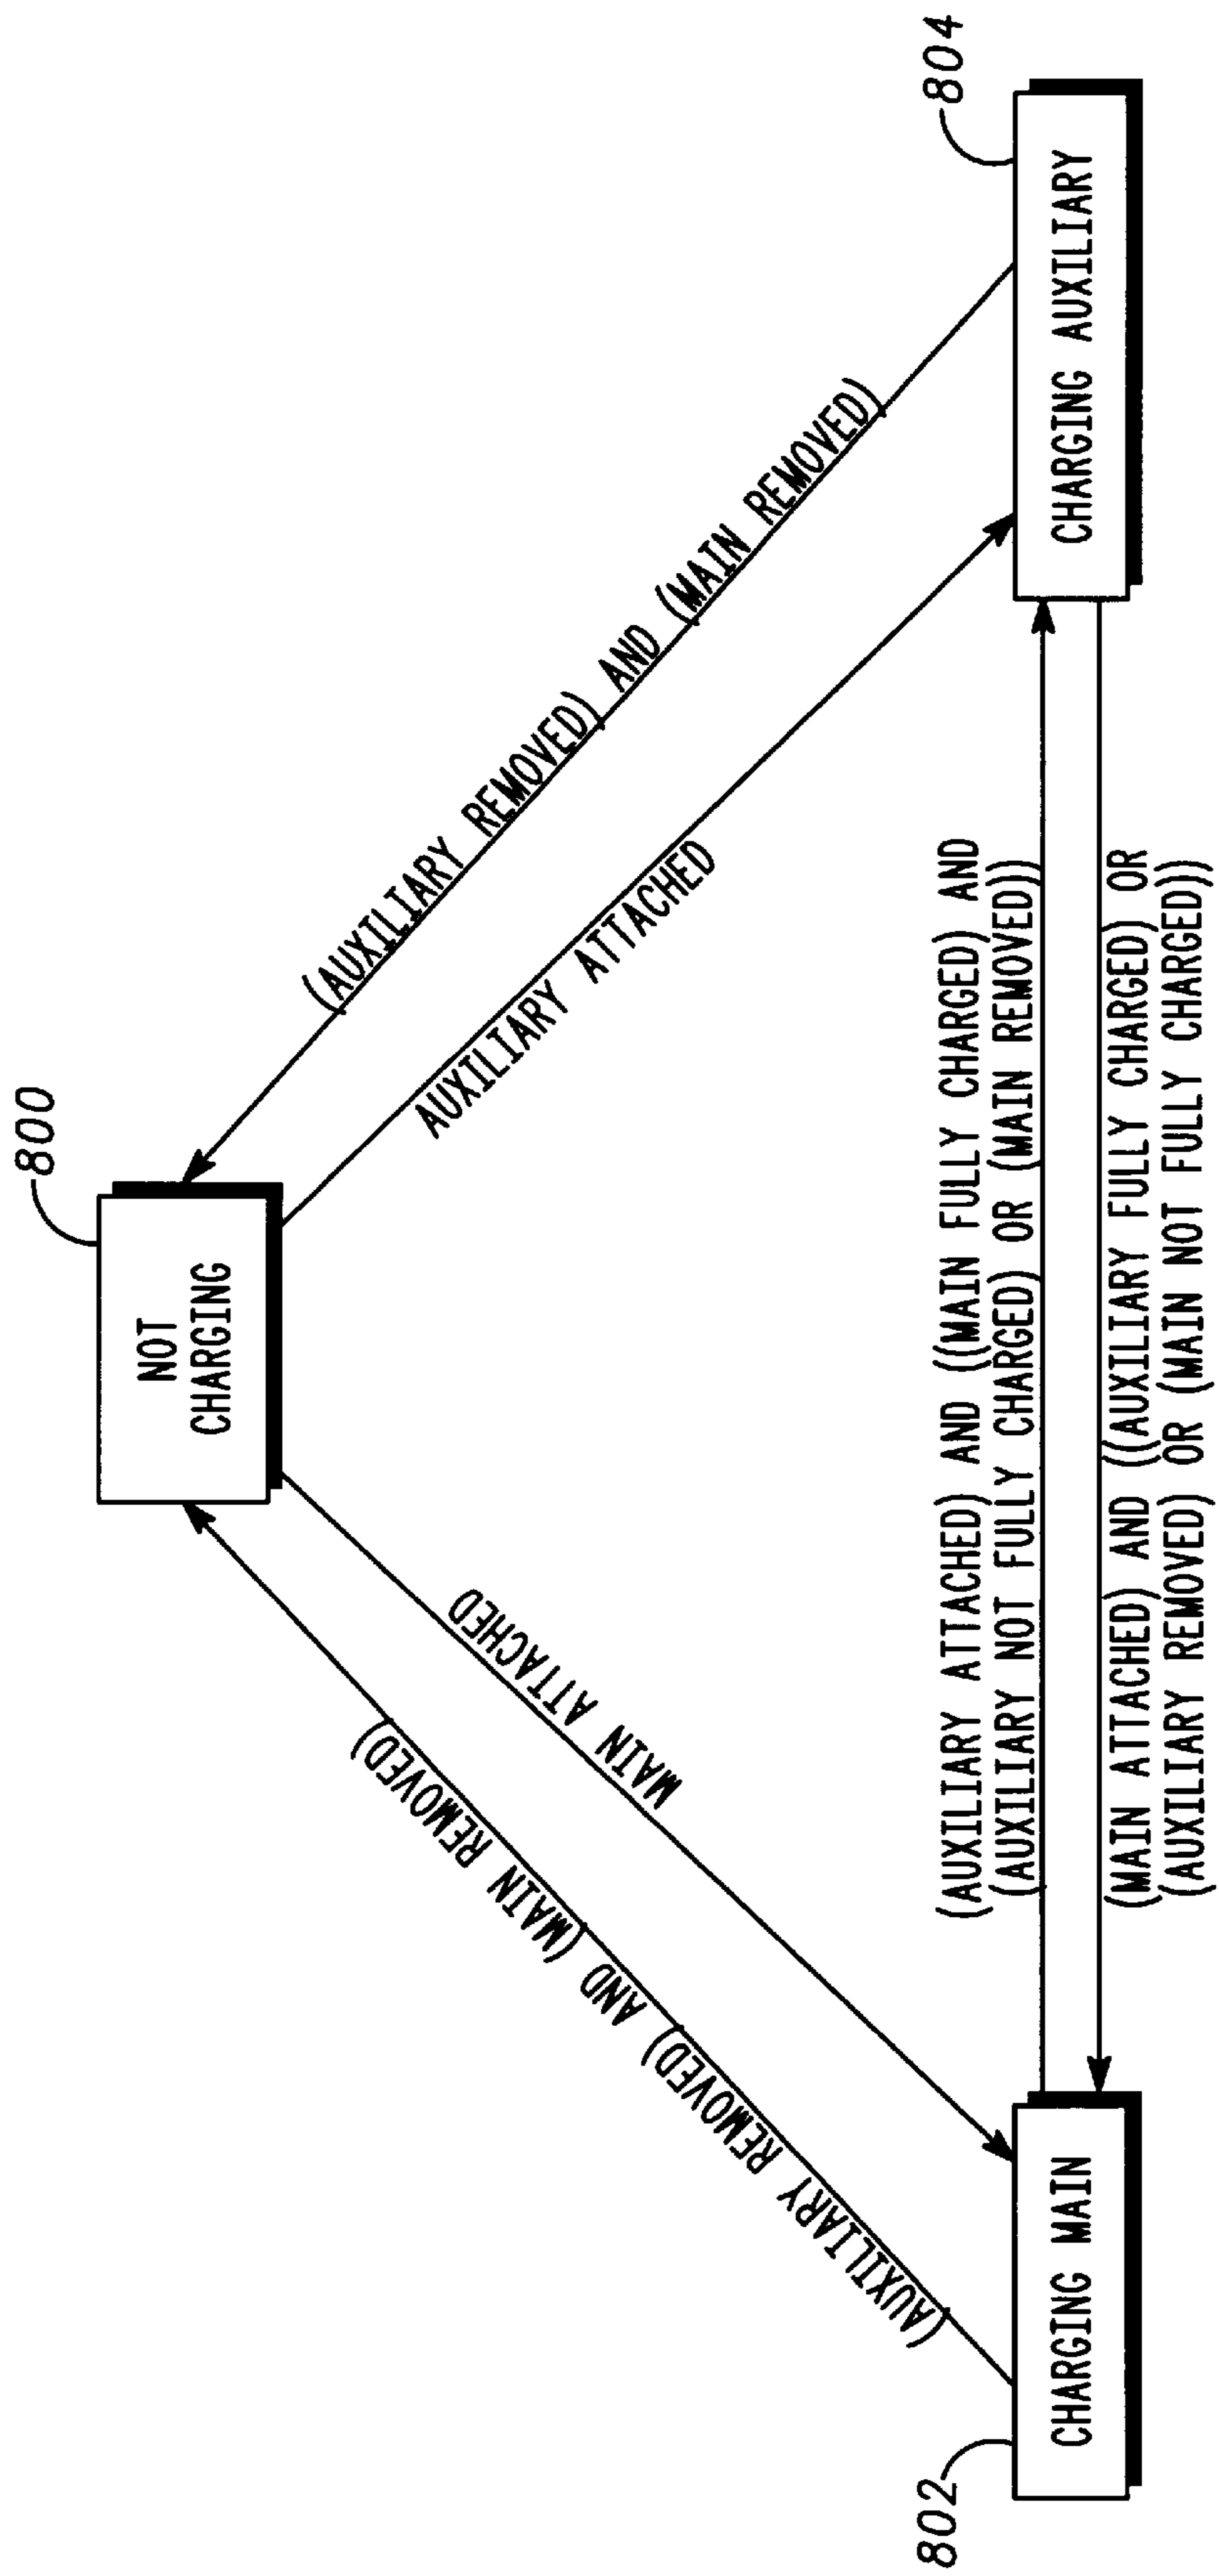 800
NOT
CHARGING
(AUXILIARY REMOVED) AND (MAIN REMOVED)
MAIN ATTACHED
(AUXILIARY REMOVED) AND (MAIN REMOVED)
AUXILIARY ATTACHED
802
CHARGING MAIN
(AUXILIARY ATTACHED) AND ((MAIN FULLY CHARGED) AND
(AUXILIARY NOT FULLY CHARGED) OR (MAIN REMOVED))
(MAIN ATTACHED) AND ((AUXILIARY FULLY CHARGED) OR
(AUXILIARY REMOVED) OR (MAIN NOT FULLY CHARGED))
804
CHARGING AUXILIARY